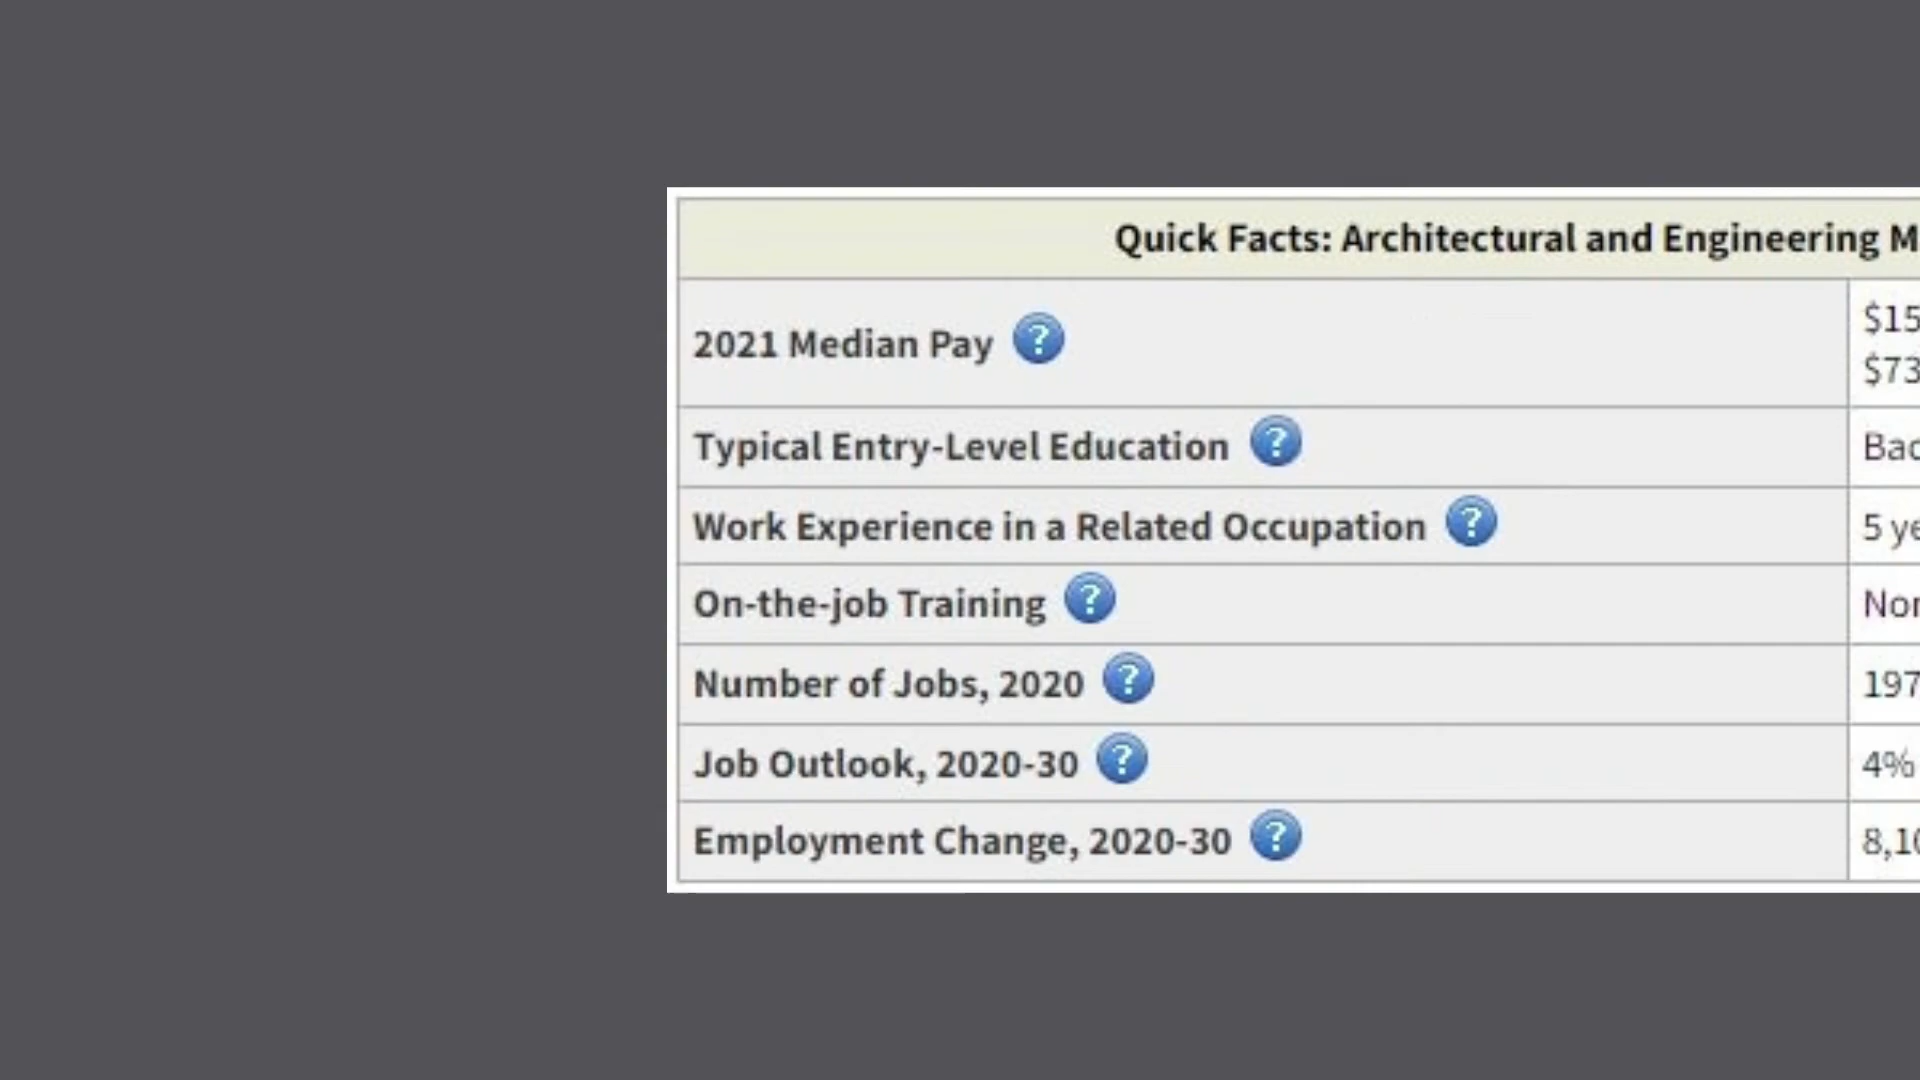 Quick Facts: Architectural and Engineering M
2021 Median Pay ?
$15
$73
Typical Entry-Level Education ?
Bac
Work Experience in a Related Occupation ?
5 ye
On-the-job Training ?
Non
Number of Jobs, 2020 ?
197
Job Outlook, 2020-30 ?
4%
Employment Change, 2020-30 ?
8,10